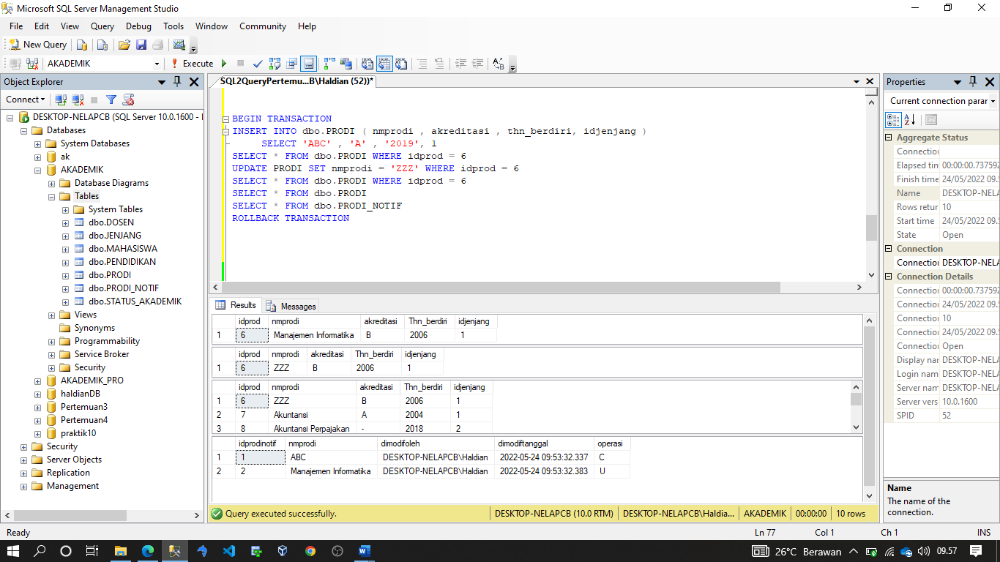 Microsoft SQL Server Management Studio
File Edit View Query Debug Tools Window Community Help
New Query
AKADEMIK Execute
Object Explorer
Connect
DESKTOP-NELAPCB (SQL Server 10.0.1600 - I
Databases
System Databases
ak
AKADEMIK
Database Diagrams
Tables
System Tables
dbo.DOSEN
dbo.JENJANG
dbo.MAHASISWA
dbo.PENDIDIKAN
dbo.PRODI
dbo.PRODI_NOTIF
dbo.STATUS_AKADEMIK
Views
Synonyms
Programmability
Service Broker
Security
AKADEMIK_PRO
haldianDB
Pertemuan3
Pertemuan4
praktik10
Security
Server Objects
Replication
Management
SQL2QueryPertemu...B\Haldian (52))*
BEGIN TRANSACTION
INSERT INTO dbo.PRODI ( nmprodi , akreditasi , thn_berdiri, idjenjang )
SELECT 'ABC' , 'A' , '2019', 1
SELECT * FROM dbo.PRODI WHERE idprod = 6
UPDATE PRODI SET nmprodi = 'ZZZ' WHERE idprod = 6
SELECT * FROM dbo.PRODI WHERE idprod = 6
SELECT * FROM dbo.PRODI
SELECT * FROM dbo.PRODI_NOTIF
ROLLBACK TRANSACTION
Results Messages
idprod nmprodi akreditasi Thn_berdiri idjenjang
1 6 Manajemen Informatika B 2006 1
idprod nmprodi akreditasi Thn_berdiri idjenjang
1 6 ZZZ B 2006 1
idprod nmprodi akreditasi Thn_berdiri idjenjang
1 6 ZZZ B 2006 1
2 7 Akuntansi A 2004 1
3 8 Akuntansi Perpajakan - 2018 2
idprodinotif nmprodi dimodifoleh dimodiftanggal operasi
1 1 ABC DESKTOP-NELAPCB\Haldian 2022-05-24 09:53:32.337 C
2 2 Manajemen Informatika DESKTOP-NELAPCB\Haldian 2022-05-24 09:53:32.383 U
Query executed successfully. DESKTOP-NELAPCB (10.0 RTM) DESKTOP-NELAPCB\Haldia... AKADEMIK 00:00:00 10 rows
Properties
Current connection parar
Aggregate Status
Connection
Elapsed tim 00:00:00.737592
Finish time 24/05/2022 09.5
Name DESKTOP-NELA
Rows retur 10
Start time 24/05/2022 09.5
State Open
Connection
Connection DESKTOP-NELA
Connection Details
Connection 00:00:00.737592
Connection 24/05/2022 09.5
Connection 10
Connection 24/05/2022 09.5
Connection Open
Display nar DESKTOP-NELA
Login nam DESKTOP-NELA
Server nam DESKTOP-NELA
Server vers 10.0.1600
SPID 52
Name
The name of the
connection.
Ready Ln 77 Col 1 Ch 1 INS
26°C Berawan 09.57